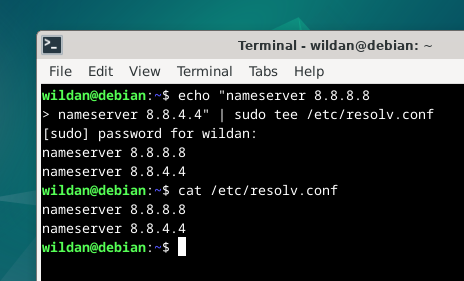 Terminal - wildan@debian: ~
File Edit View Terminal Tabs Help
wildan@debian:~$ echo "nameserver 8.8.8.8
> nameserver 8.8.4.4" | sudo tee /etc/resolv.conf
[sudo] password for wildan:
nameserver 8.8.8.8
nameserver 8.8.4.4
wildan@debian:~$ cat /etc/resolv.conf
nameserver 8.8.8.8
nameserver 8.8.4.4
wildan@debian:~$